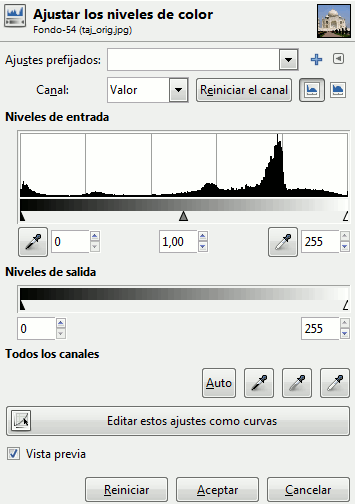 Ajustar los niveles de color
Fondo-54 (taj_orig.jpg)
Ajustes prefijados:
Canal: Valor Reiniciar el canal
Niveles de entrada
0 1,00 255
Niveles de salida
0 255
Todos los canales
Auto
Editar estos ajustes como curvas
Vista previa
Reiniciar Aceptar Cancelar